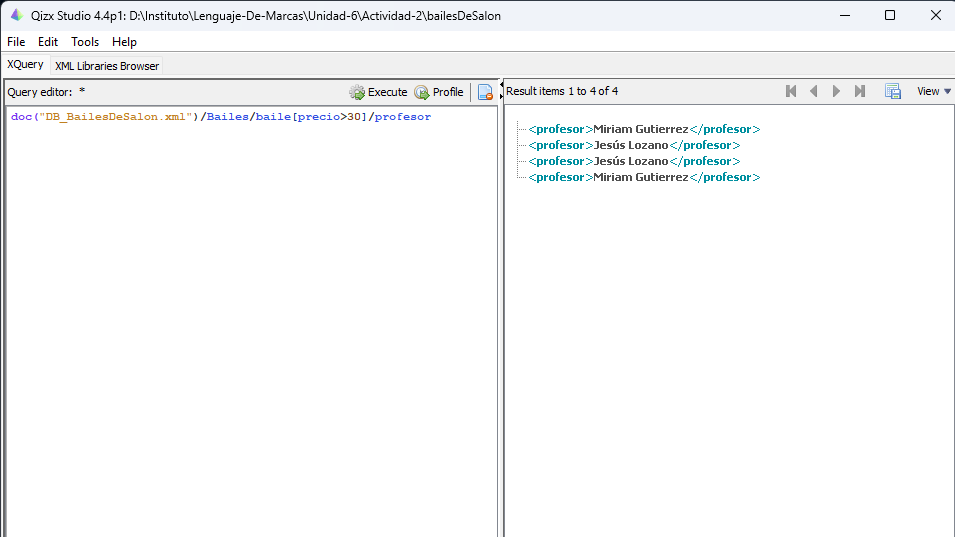 Qizx Studio 4.4p1: D:\Instituto\Lenguaje-De-Marcas\Unidad-6\Actividad-2\bailesDeSalon
File Edit Tools Help
XQuery XML Libraries Browser
Query editor: * Execute Profile
doc("DB_BailesDeSalon.xml")/Bailes/baile[precio>30]/profesor
Result items 1 to 4 of 4 View
<profesor>Miriam Gutierrez</profesor>
<profesor>Jesús Lozano</profesor>
<profesor>Jesús Lozano</profesor>
<profesor>Miriam Gutierrez</profesor>